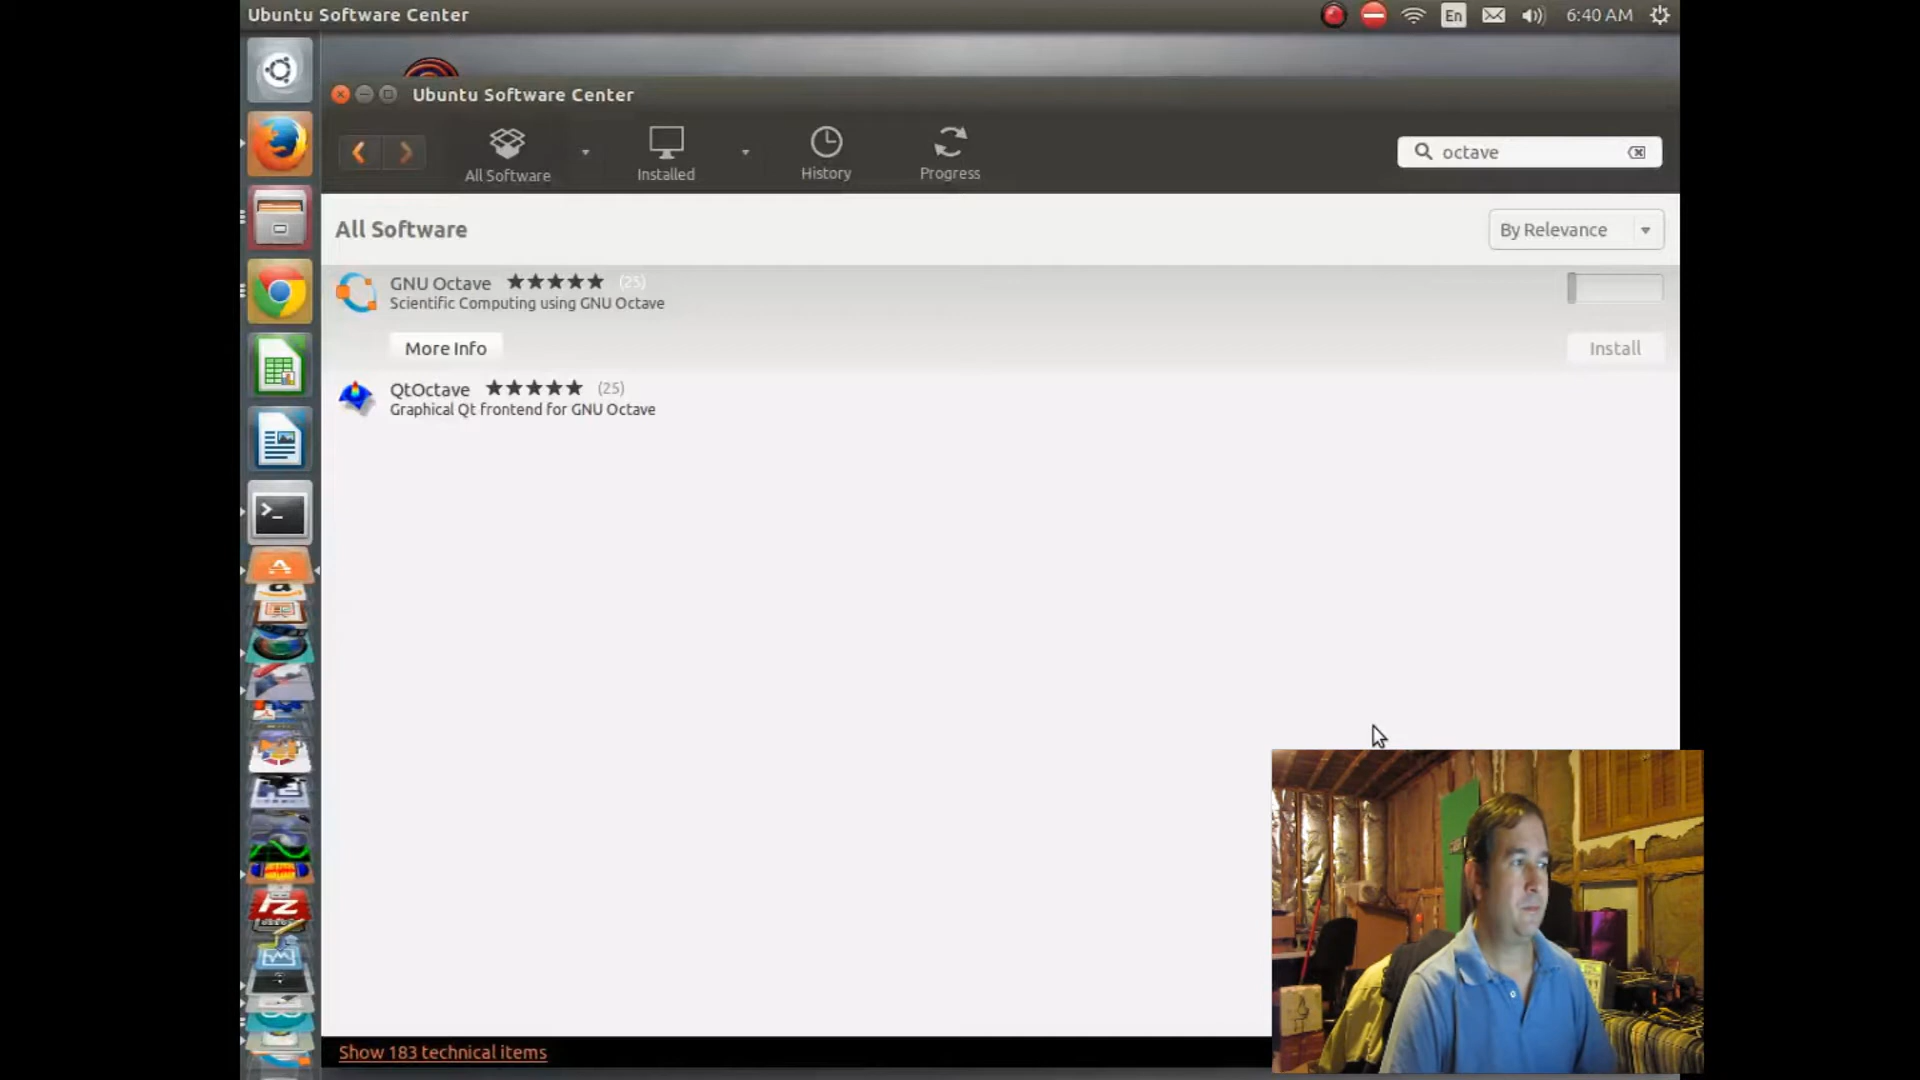 Ubuntu Software Center
En
6:40 AM
Ubuntu Software Center
All Software
Installed
History
Progress
octave
All Software
By Relevance
GNU Octave (25)
Scientific Computing using GNU Octave
More Info
Install
QtOctave (25)
Graphical Qt frontend for GNU Octave
Show 183 technical items